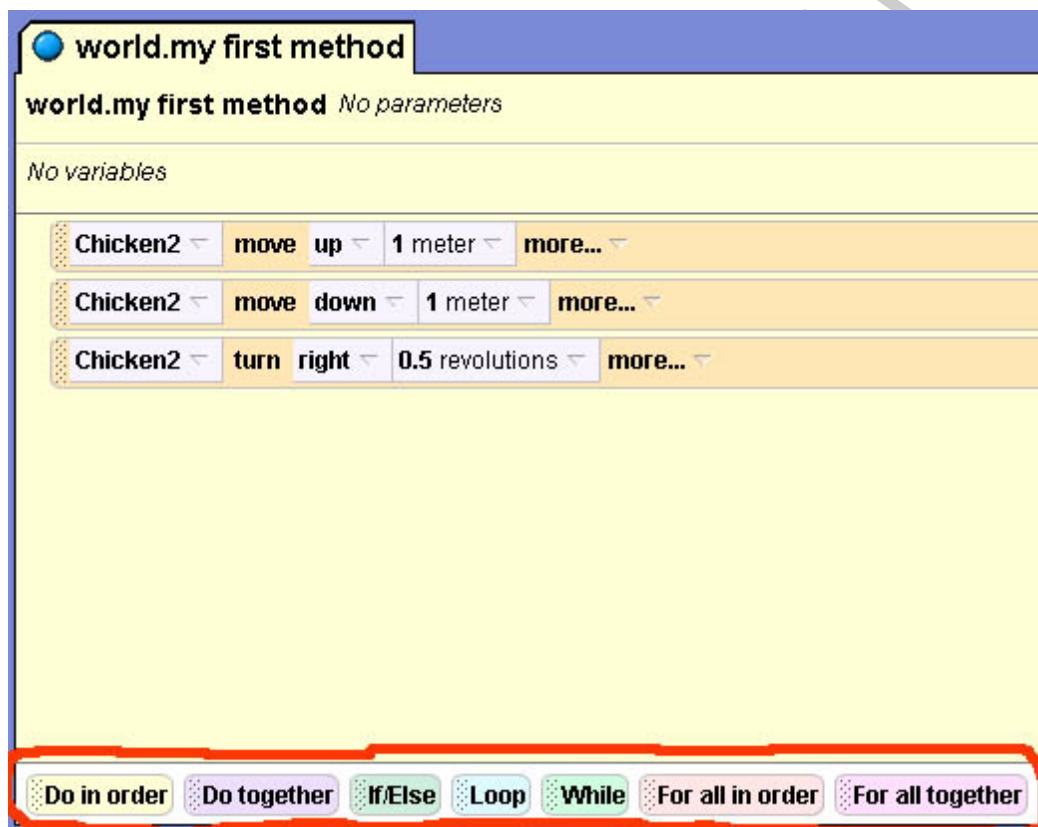 world.my first method
world.my first method No parameters
No variables
Chicken2 move up 1 meter more...
Chicken2 move down 1 meter more...
Chicken2 turn right 0.5 revolutions more...
Do in order Do together If/Else Loop While For all in order For all together